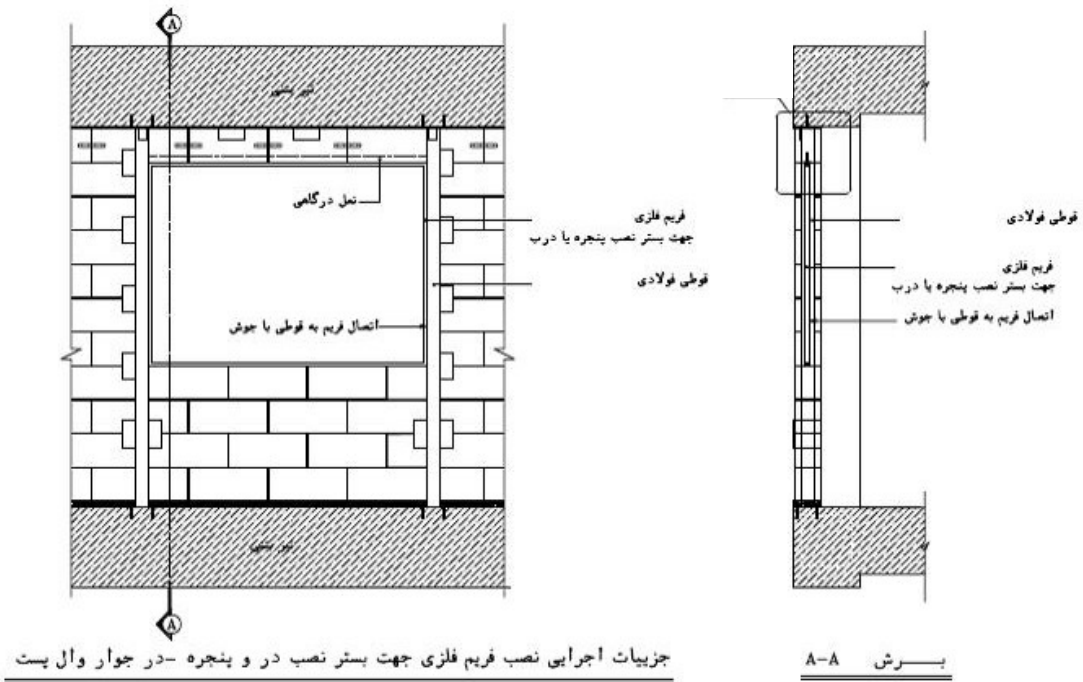 A
تیر بتنی
نعل درگاهی
فریم فلزی
جهت بستر نصب پنجره یا درب
قوطی فولادی
اتصال فریم به قوطی با جوش
تیر بتنی
A
جزییات اجرایی نصب فریم فلزی جهت بستر نصب در و پنجره -در جوار وال پست
قوطی فولادی
فریم فلزی
جهت بستر نصب پنجره یا درب
اتصال فریم به قوطی با جوش
برش A-A